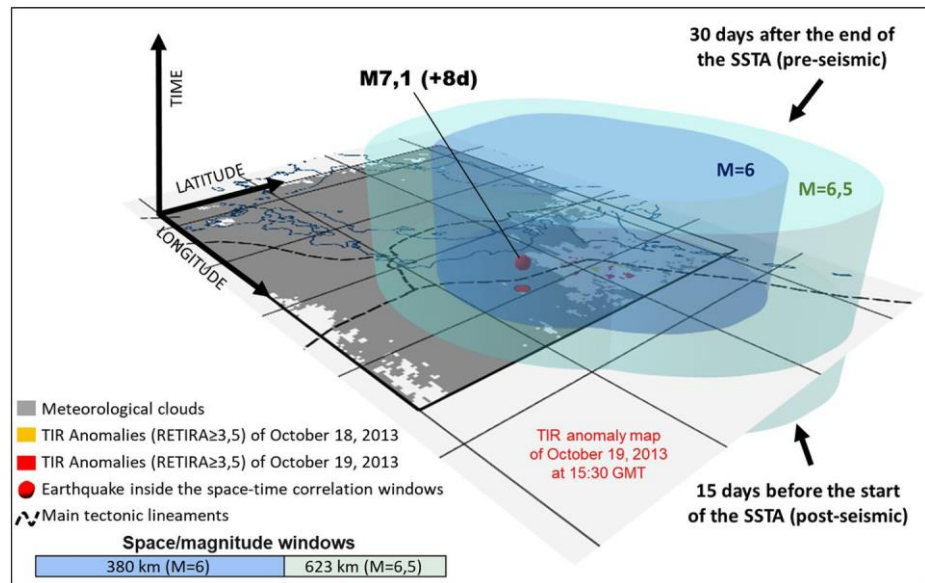 30 days after the end
of the SSTA (pre-seismic)
M7,1 (+8d)
TIME
LATITUDE
LONGITUDE
M=6
M=6,5
Meteorological clouds
TIR Anomalies (RETIRA≥3,5) of October 18, 2013
TIR Anomalies (RETIRA≥3,5) of October 19, 2013
Earthquake inside the space-time correlation windows
Main tectonic lineaments
TIR anomaly map
of October 19, 2013
at 15:30 GMT
15 days before the start
of the SSTA (post-seismic)
Space/magnitude windows
380 km (M=6)
623 km (M=6,5)